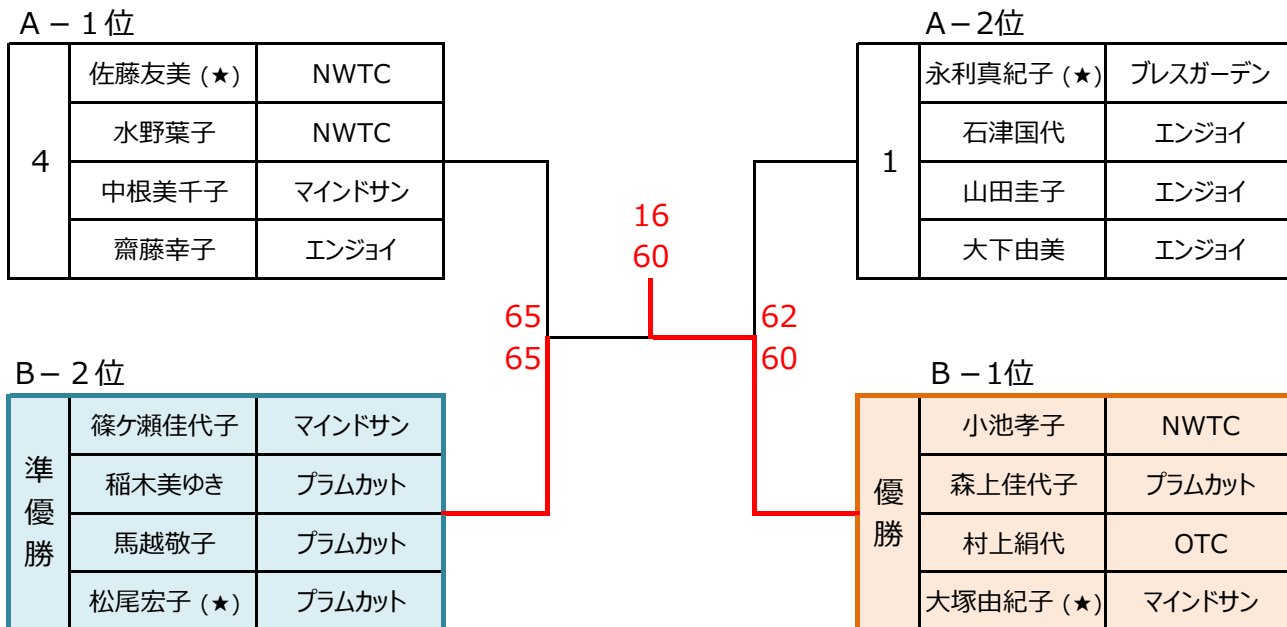 A－1位
4
佐藤友美 (★) NWTC
水野葉子 NWTC
中根美千子 マインドサン
齋藤幸子 エンジョイ
A－2位
1
永利真紀子 (★) ブレスガーデン
石津国代 エンジョイ
山田圭子 エンジョイ
大下由美 エンジョイ
16
60
65
65
62
60
B－2位
準優勝
篠ケ瀬佳代子 マインドサン
稲木美ゆき プラムカット
馬越敬子 プラムカット
松尾宏子 (★) プラムカット
B－1位
優勝
小池孝子 NWTC
森上佳代子 プラムカット
村上絹代 OTC
大塚由紀子 (★) マインドサン